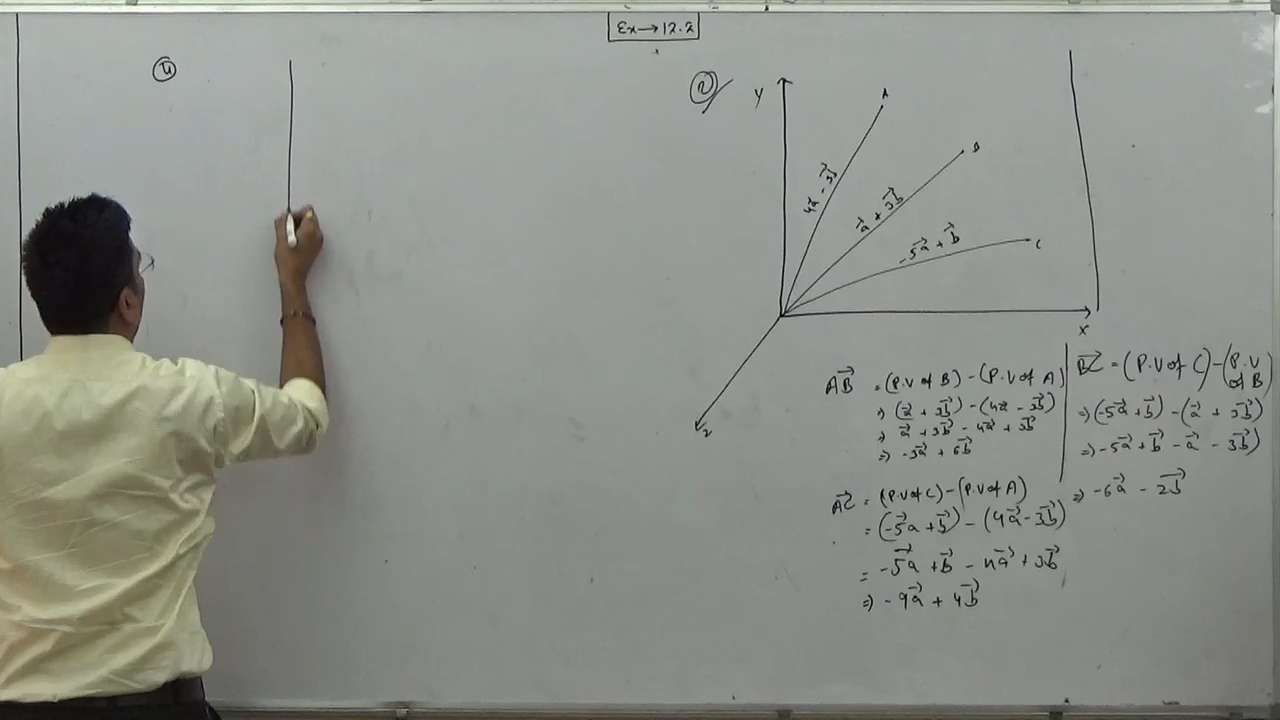 Ex → 12.2
④
②
Y
A
B
C
4a⃗ - 3b⃗
a⃗ + 3b⃗
-5a⃗ + b⃗
X
Z
AB⃗ = (P.V of B) - (P.V of A)
⇒ (a⃗ + 3b⃗) - (4a⃗ - 3b⃗)
⇒ a⃗ + 3b⃗ - 4a⃗ + 3b⃗
⇒ -3a⃗ + 6b⃗
AC⃗ = (P.V of C) - (P.V of A)
= (-5a⃗ + b⃗) - (4a⃗ - 3b⃗)
= -5a⃗ + b⃗ - 4a⃗ + 3b⃗
⇒ -9a⃗ + 4b⃗
BC⃗ = (P.V of C) - (P.V
of B)
⇒ (-5a⃗ + b⃗) - (a⃗ + 3b⃗)
⇒ -5a⃗ + b⃗ - a⃗ - 3b⃗)
⇒ -6a⃗ - 2b⃗